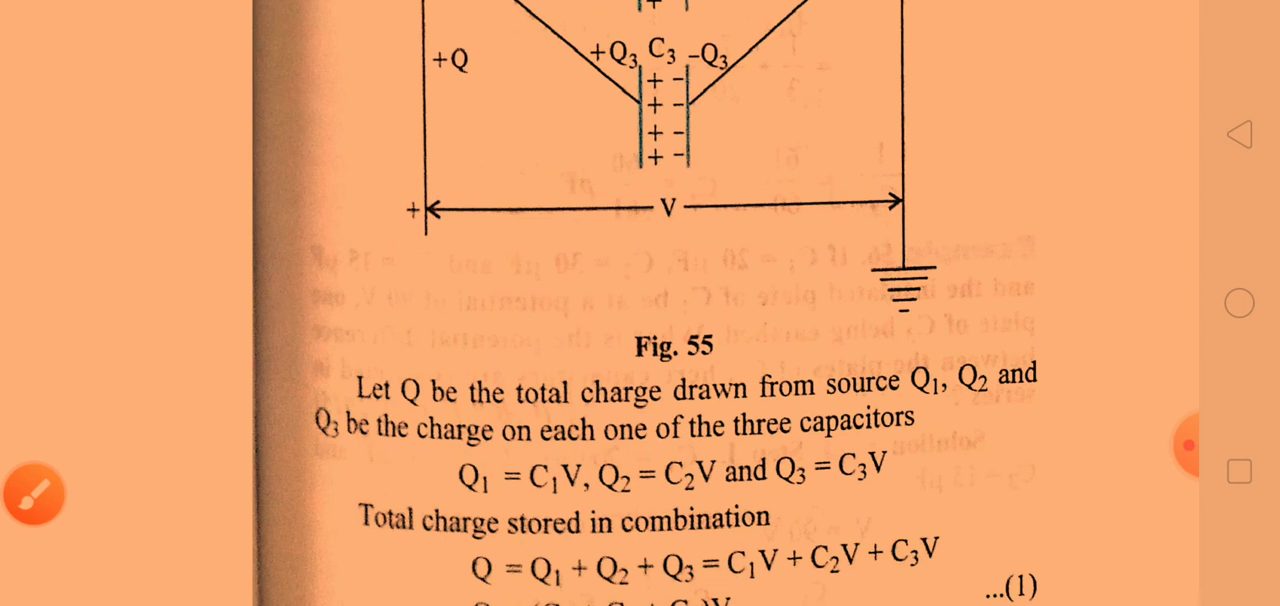 +Q
+Q3, C3 -Q3
+ -
+ -
+ -
+ -
+ V
Fig. 55
Let Q be the total charge drawn from source Q₁, Q₂ and
Q₃ be the charge on each one of the three capacitors
Q₁ = C₁V, Q₂ = C₂V and Q₃ = C₃V
Total charge stored in combination
Q = Q₁ + Q₂ + Q₃ = C₁V + C₂V + C₃V
...(1)